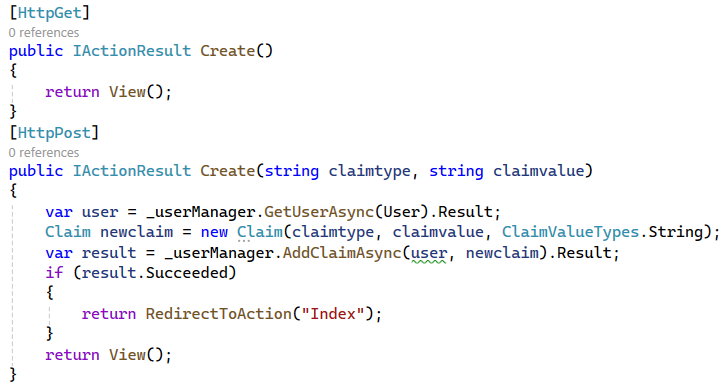 [HttpGet]
0 references
public IActionResult Create()
{
    return View();
}
[HttpPost]
0 references
public IActionResult Create(string claimtype, string claimvalue)
{
    var user = _userManager.GetUserAsync(User).Result;
    Claim newclaim = new Claim(claimtype, claimvalue, ClaimValueTypes.String);
    var result = _userManager.AddClaimAsync(user, newclaim).Result;
    if (result.Succeeded)
    {
        return RedirectToAction("Index");
    }
    return View();
}